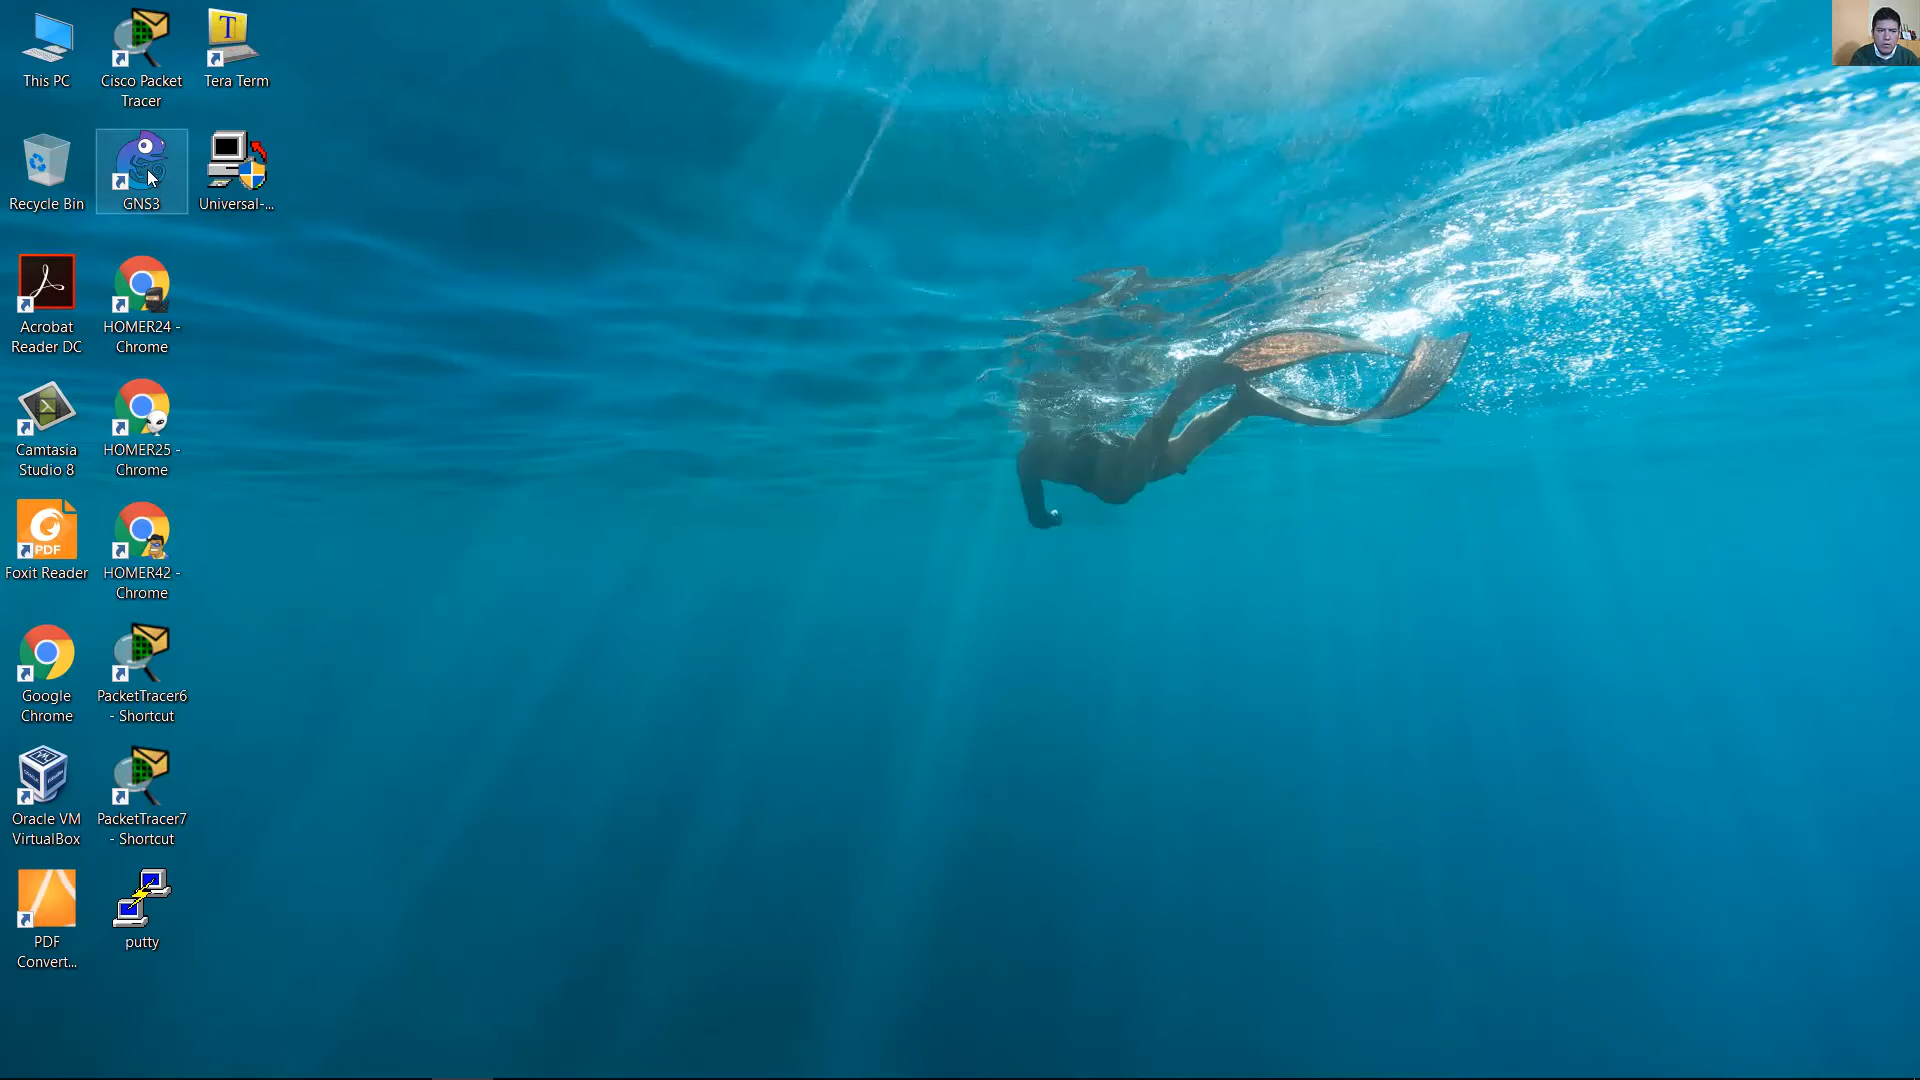 This PC
Cisco Packet
Tracer
Tera Term
Recycle Bin
GNS3
Universal-...
Acrobat
Reader DC
HOMER24 -
Chrome
Camtasia
Studio 8
HOMER25 -
Chrome
PDF
Foxit Reader
HOMER42 -
Chrome
Google
Chrome
PacketTracer6
- Shortcut
Oracle VM
VirtualBox
PacketTracer7
- Shortcut
PDF
Convert...
putty